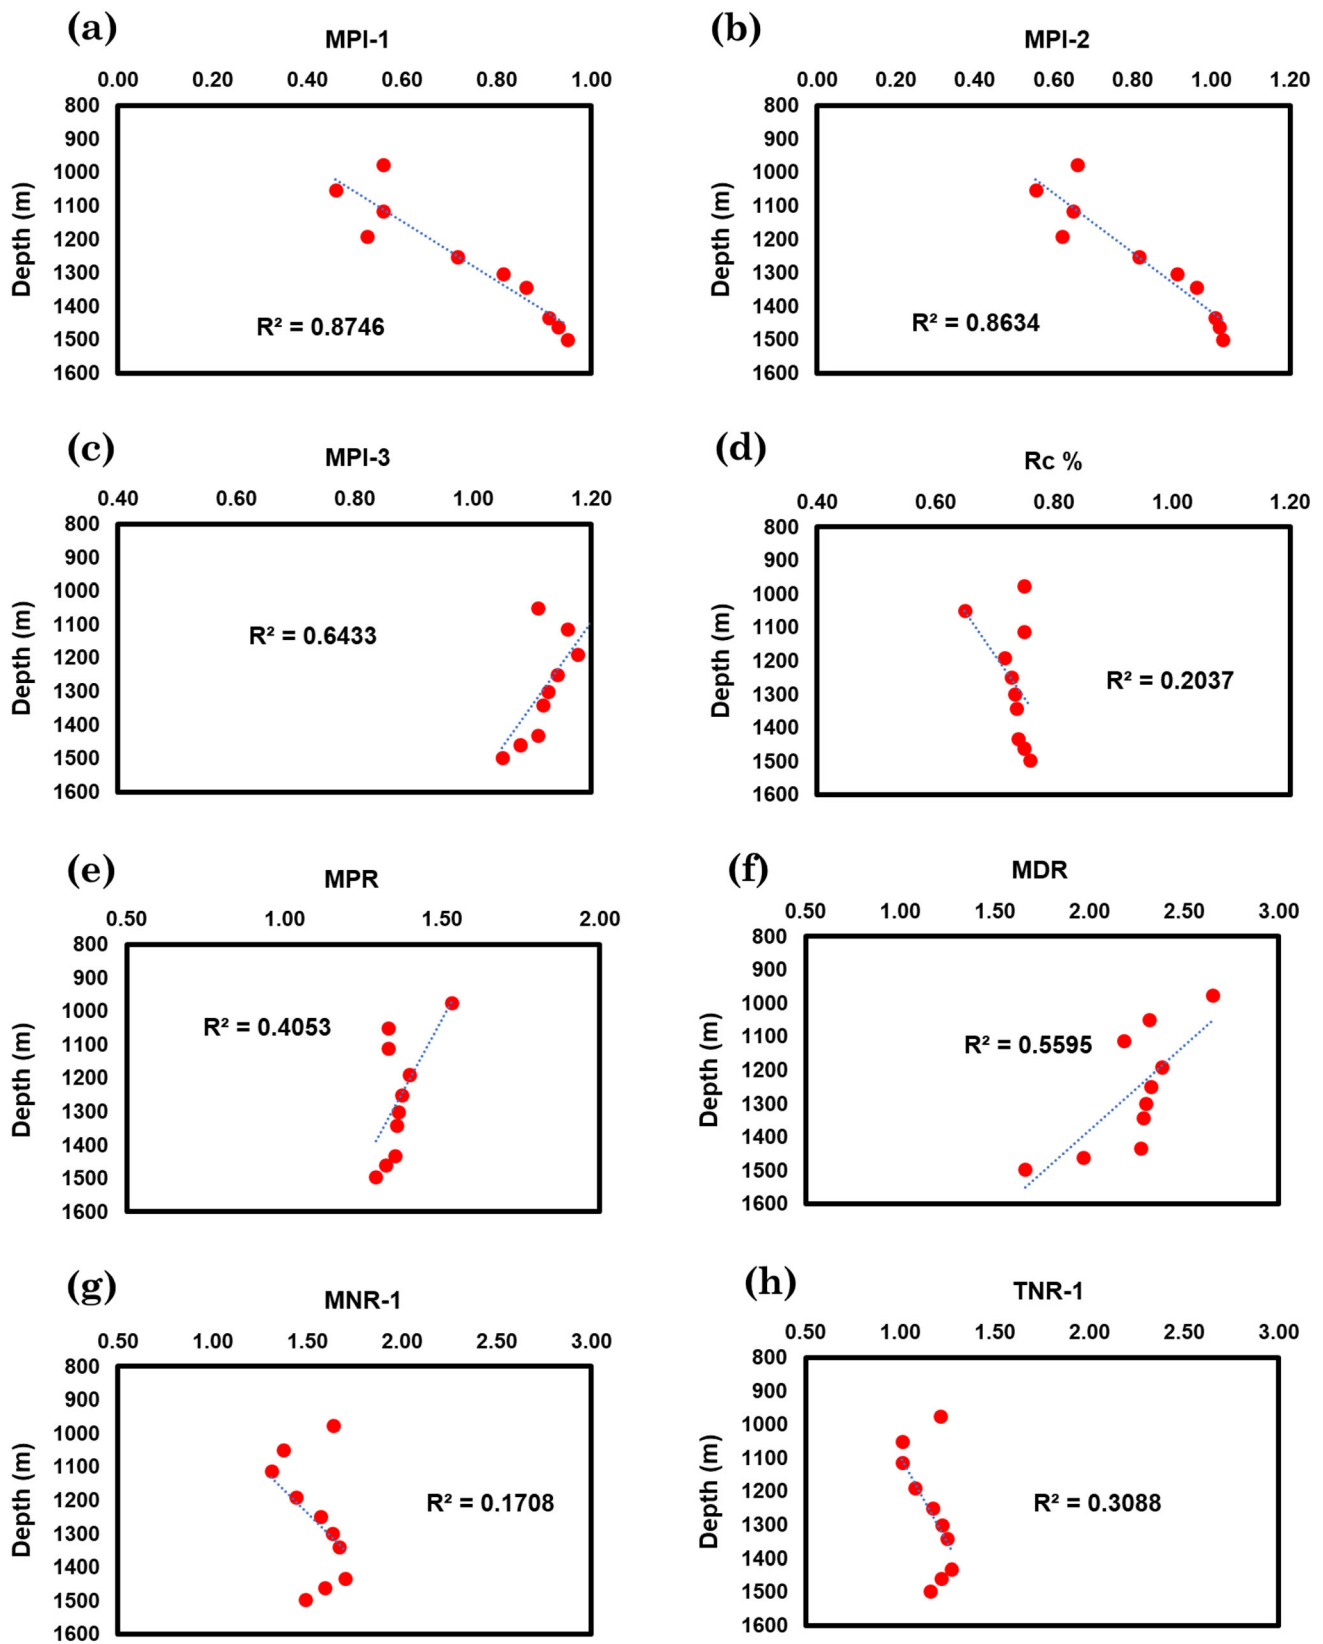 (a)
MPI-1
0.00 0.20 0.40 0.60 0.80 1.00
800
900
1000
1100
1200
1300
1400
1500
1600
Depth (m)
R² = 0.8746
(b)
MPI-2
0.00 0.20 0.40 0.60 0.80 1.00 1.20
800
900
1000
1100
1200
1300
1400
1500
1600
Depth (m)
R² = 0.8634
(c)
MPI-3
0.40 0.60 0.80 1.00 1.20
800
900
1000
1100
1200
1300
1400
1500
1600
Depth (m)
R² = 0.6433
(d)
Rc %
0.40 0.60 0.80 1.00 1.20
800
900
1000
1100
1200
1300
1400
1500
1600
Depth (m)
R² = 0.2037
(e)
MPR
0.50 1.00 1.50 2.00
800
900
1000
1100
1200
1300
1400
1500
1600
Depth (m)
R² = 0.4053
(f)
MDR
0.50 1.00 1.50 2.00 2.50 3.00
800
900
1000
1100
1200
1300
1400
1500
1600
Depth (m)
R² = 0.5595
(g)
MNR-1
0.50 1.00 1.50 2.00 2.50 3.00
800
900
1000
1100
1200
1300
1400
1500
1600
Depth (m)
R² = 0.1708
(h)
TNR-1
0.50 1.00 1.50 2.00 2.50 3.00
800
900
1000
1100
1200
1300
1400
1500
1600
Depth (m)
R² = 0.3088